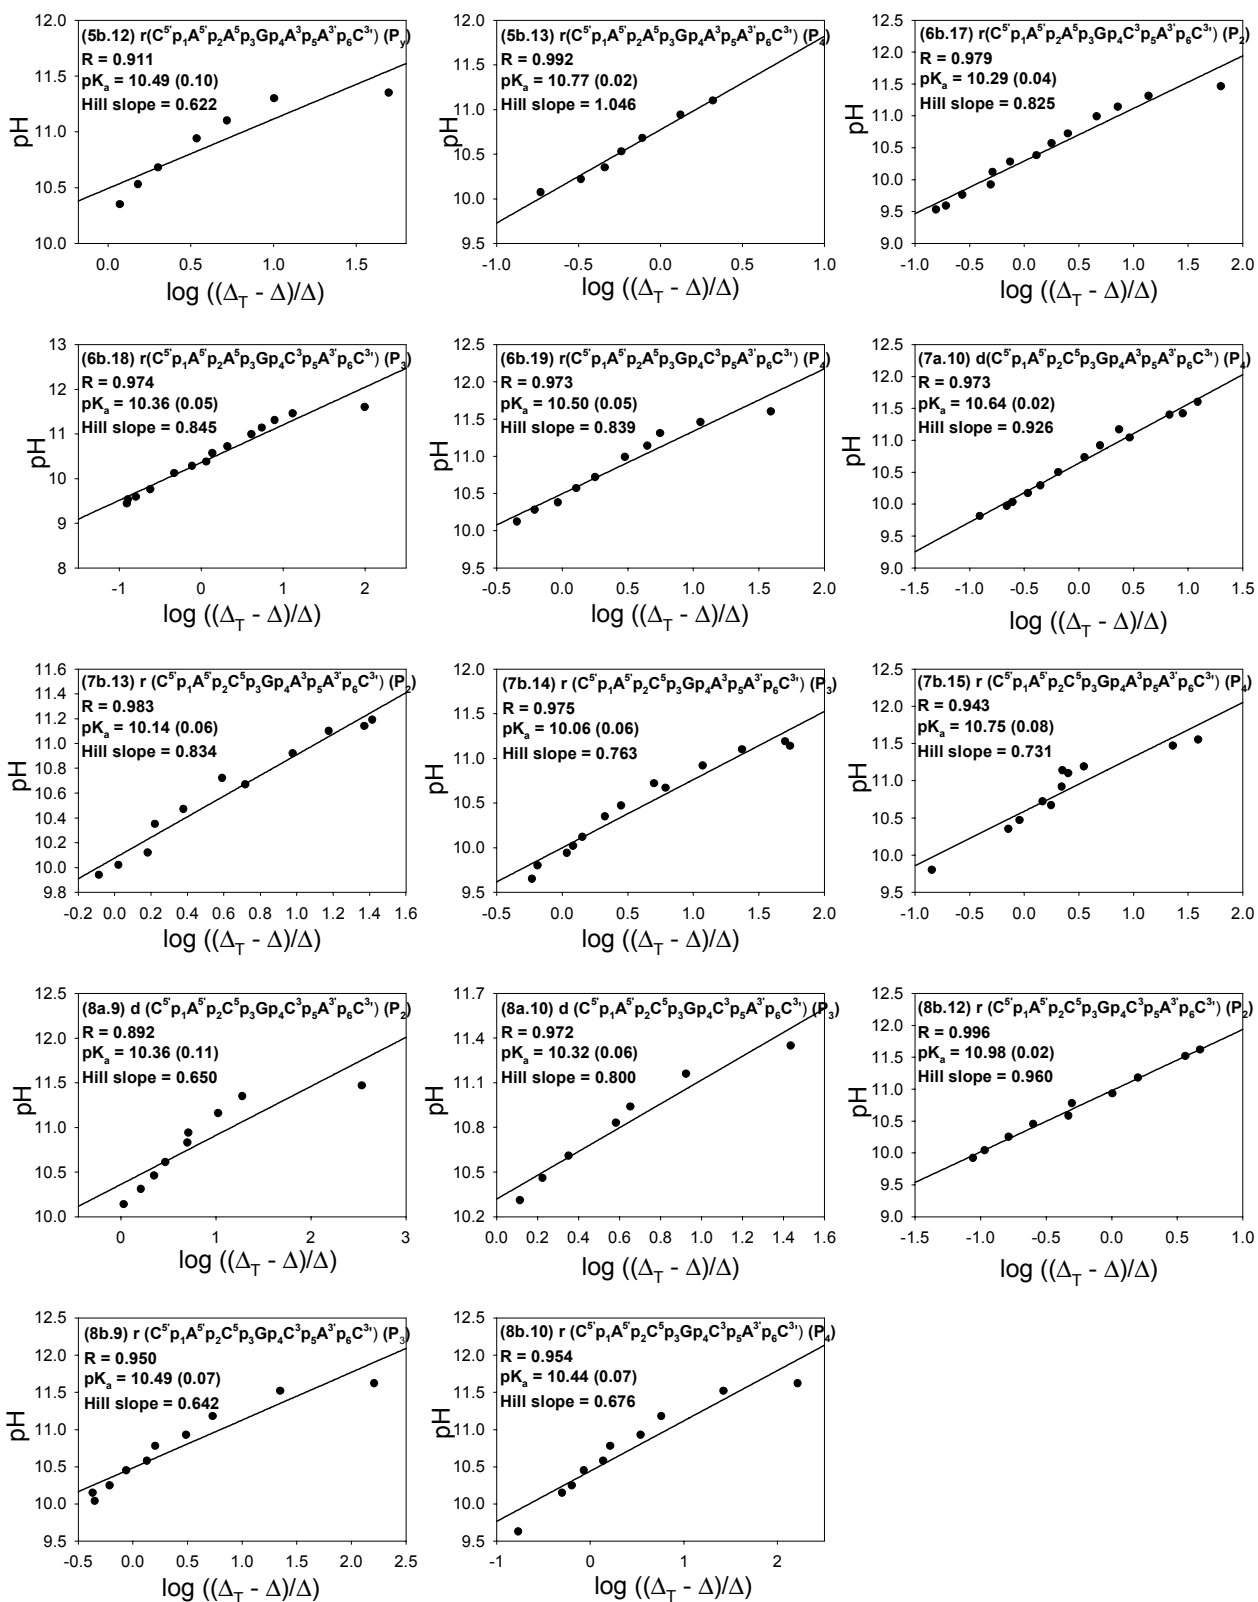 (5b.12) r(C⁵'p₁A⁵'p₂A⁵p₃Gp₄A³p₅A³'p₆C³') (Pᵧ)
R = 0.911
pKₐ = 10.49 (0.10)
Hill slope = 0.622
pH
12.0
11.5
11.0
10.5
10.0
0.0 0.5 1.0 1.5
log ((Δ_T - Δ)/Δ)
(5b.13) r(C⁵'p₁A⁵'p₂A⁵p₃Gp₄A³p₅A³'p₆C³') (P₄)
R = 0.992
pKₐ = 10.77 (0.02)
Hill slope = 1.046
pH
12.0
11.5
11.0
10.5
10.0
9.5
-1.0 -0.5 0.0 0.5 1.0
log ((Δ_T - Δ)/Δ)
(6b.17) r(C⁵'p₁A⁵'p₂A⁵p₃Gp₄C³p₅A³'p₆C³') (P₂)
R = 0.979
pKₐ = 10.29 (0.04)
Hill slope = 0.825
pH
12.5
12.0
11.5
11.0
10.5
10.0
9.5
9.0
-1.0 -0.5 0.0 0.5 1.0 1.5 2.0
log ((Δ_T - Δ)/Δ)
(6b.18) r(C⁵'p₁A⁵'p₂A⁵p₃Gp₄C³p₅A³'p₆C³') (P₃)
R = 0.974
pKₐ = 10.36 (0.05)
Hill slope = 0.845
pH
13
12
11
10
9
8
-1 0 1 2
log ((Δ_T - Δ)/Δ)
(6b.19) r(C⁵'p₁A⁵'p₂A⁵p₃Gp₄C³p₅A³'p₆C³') (P₄)
R = 0.973
pKₐ = 10.50 (0.05)
Hill slope = 0.839
pH
12.5
12.0
11.5
11.0
10.5
10.0
9.5
-0.5 0.0 0.5 1.0 1.5 2.0
log ((Δ_T - Δ)/Δ)
(7a.10) d(C⁵'p₁A⁵'p₂C⁵p₃Gp₄A³p₅A³'p₆C³') (P₄)
R = 0.973
pKₐ = 10.64 (0.02)
Hill slope = 0.926
pH
12.5
12.0
11.5
11.0
10.5
10.0
9.5
9.0
-1.5 -1.0 -0.5 0.0 0.5 1.0 1.5
log ((Δ_T - Δ)/Δ)
(7b.13) r (C⁵'p₁A⁵'p₂C⁵p₃Gp₄A³p₅A³'p₆C³') (P₂)
R = 0.983
pKₐ = 10.14 (0.06)
Hill slope = 0.834
pH
11.6
11.4
11.2
11.0
10.8
10.6
10.4
10.2
10.0
9.8
-0.2 0.0 0.2 0.4 0.6 0.8 1.0 1.2 1.4 1.6
log ((Δ_T - Δ)/Δ)
(7b.14) r (C⁵'p₁A⁵'p₂C⁵p₃Gp₄A³p₅A³'p₆C³') (P₃)
R = 0.975
pKₐ = 10.06 (0.06)
Hill slope = 0.763
pH
12.0
11.5
11.0
10.5
10.0
9.5
-0.5 0.0 0.5 1.0 1.5 2.0
log ((Δ_T - Δ)/Δ)
(7b.15) r (C⁵'p₁A⁵'p₂C⁵p₃Gp₄A³p₅A³'p₆C³') (P₄)
R = 0.943
pKₐ = 10.75 (0.08)
Hill slope = 0.731
pH
12.5
12.0
11.5
11.0
10.5
10.0
9.5
-1.0 -0.5 0.0 0.5 1.0 1.5 2.0
log ((Δ_T - Δ)/Δ)
(8a.9) d (C⁵'p₁A⁵'p₂C⁵p₃Gp₄C³p₅A³'p₆C³') (P₂)
R = 0.892
pKₐ = 10.36 (0.11)
Hill slope = 0.650
pH
12.5
12.0
11.5
11.0
10.5
10.0
0 1 2 3
log ((Δ_T - Δ)/Δ)
(8a.10) d (C⁵'p₁A⁵'p₂C⁵p₃Gp₄C³p₅A³'p₆C³') (P₃)
R = 0.972
pKₐ = 10.32 (0.06)
Hill slope = 0.800
pH
11.7
11.4
11.1
10.8
10.5
10.2
0.0 0.2 0.4 0.6 0.8 1.0 1.2 1.4 1.6
log ((Δ_T - Δ)/Δ)
(8b.12) r (C⁵'p₁A⁵'p₂C⁵p₃Gp₄C³p₅A³'p₆C³') (P₂)
R = 0.996
pKₐ = 10.98 (0.02)
Hill slope = 0.960
pH
12.5
12.0
11.5
11.0
10.5
10.0
9.5
9.0
-1.5 -1.0 -0.5 0.0 0.5 1.0
log ((Δ_T - Δ)/Δ)
(8b.9) r (C⁵'p₁A⁵'p₂C⁵p₃Gp₄C³p₅A³'p₆C³') (P₃)
R = 0.950
pKₐ = 10.49 (0.07)
Hill slope = 0.642
pH
12.5
12.0
11.5
11.0
10.5
10.0
9.5
-0.5 0.0 0.5 1.0 1.5 2.0 2.5
log ((Δ_T - Δ)/Δ)
(8b.10) r (C⁵'p₁A⁵'p₂C⁵p₃Gp₄C³p₅A³'p₆C³') (P₄)
R = 0.954
pKₐ = 10.44 (0.07)
Hill slope = 0.676
pH
12.5
12.0
11.5
11.0
10.5
10.0
9.5
-1 0 1 2
log ((Δ_T - Δ)/Δ)